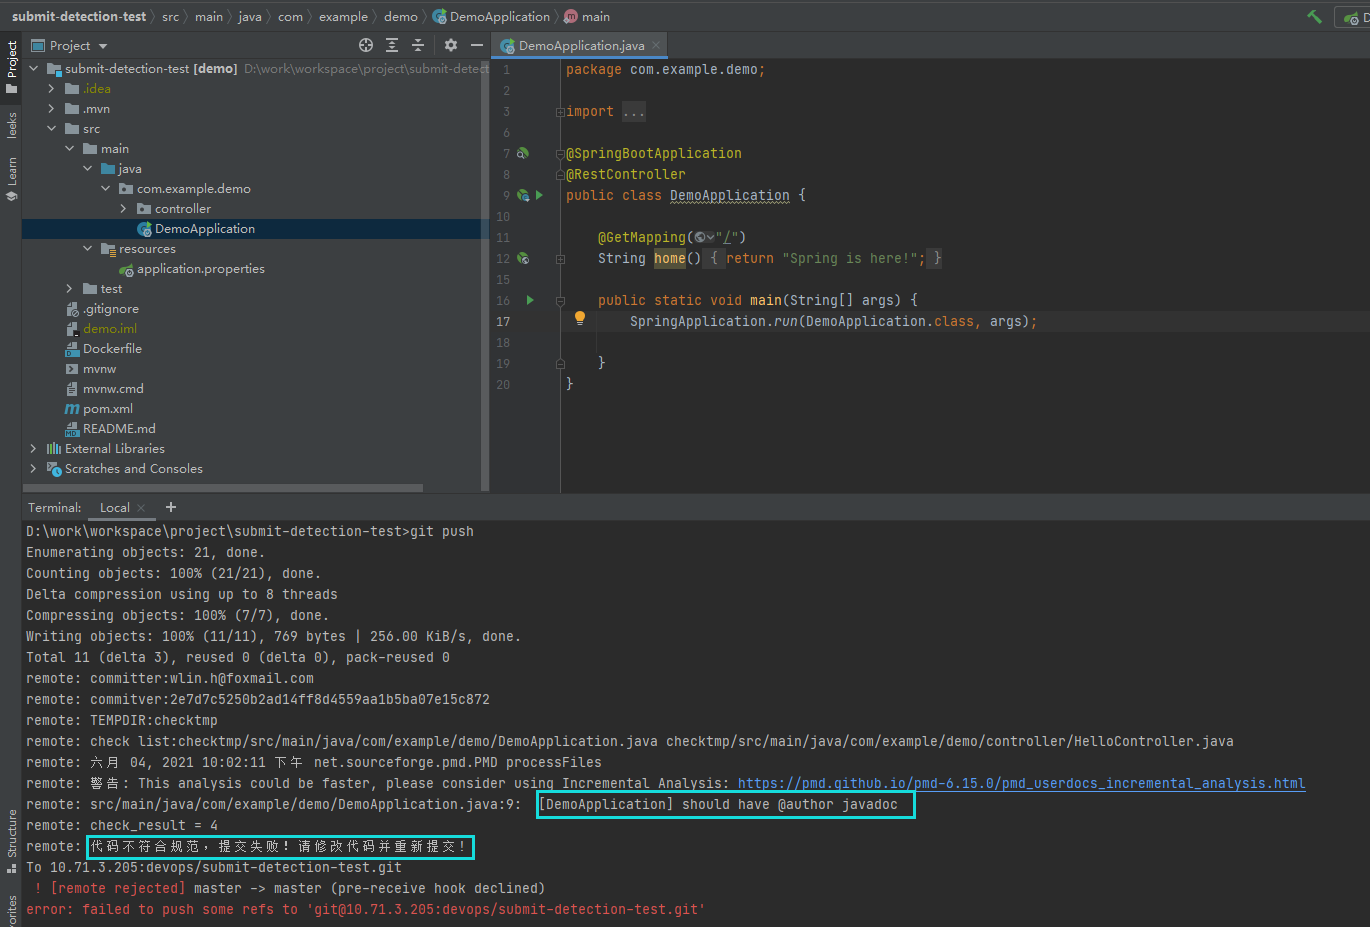 submit-detection-test src main java com example demo DemoApplication main
Project
Project
leeks
Learn
Structure
submit-detection-test [demo] D:\work\workspace\project\submit-detect
.idea
.mvn
src
main
java
com.example.demo
controller
DemoApplication
resources
application.properties
test
.gitignore
demo.iml
Dockerfile
mvnw
mvnw.cmd
pom.xml
README.md
External Libraries
Scratches and Consoles
DemoApplication.java
1 package com.example.demo;
2
3 import ...
6
7 @SpringBootApplication
8 @RestController
9 public class DemoApplication {
10
11 @GetMapping("/")
12 String home() { return "Spring is here!"; }
15
16 public static void main(String[] args) {
17 SpringApplication.run(DemoApplication.class, args);
18
19 }
20 }
Terminal: Local
D:\work\workspace\project\submit-detection-test>git push
Enumerating objects: 21, done.
Counting objects: 100% (21/21), done.
Delta compression using up to 8 threads
Compressing objects: 100% (7/7), done.
Writing objects: 100% (11/11), 769 bytes | 256.00 KiB/s, done.
Total 11 (delta 3), reused 0 (delta 0), pack-reused 0
remote: committer:wlin.h@foxmail.com
remote: commitver:2e7d7c5250b2ad14ff8d4559aa1b5ba07e15c872
remote: TEMPDIR:checktmp
remote: check list:checktmp/src/main/java/com/example/demo/DemoApplication.java checktmp/src/main/java/com/example/demo/controller/HelloController.java
remote: 六月 04, 2021 10:02:11 下午 net.sourceforge.pmd.PMD processFiles
remote: 警告: This analysis could be faster, please consider using Incremental Analysis: https://pmd.github.io/pmd-6.15.0/pmd_userdocs_incremental_analysis.html
remote: src/main/java/com/example/demo/DemoApplication.java:9: [DemoApplication] should have @author javadoc
remote: check_result = 4
remote: 代码不符合规范，提交失败！请修改代码并重新提交！
To 10.71.3.205:devops/submit-detection-test.git
! [remote rejected] master -> master (pre-receive hook declined)
error: failed to push some refs to 'git@10.71.3.205:devops/submit-detection-test.git'